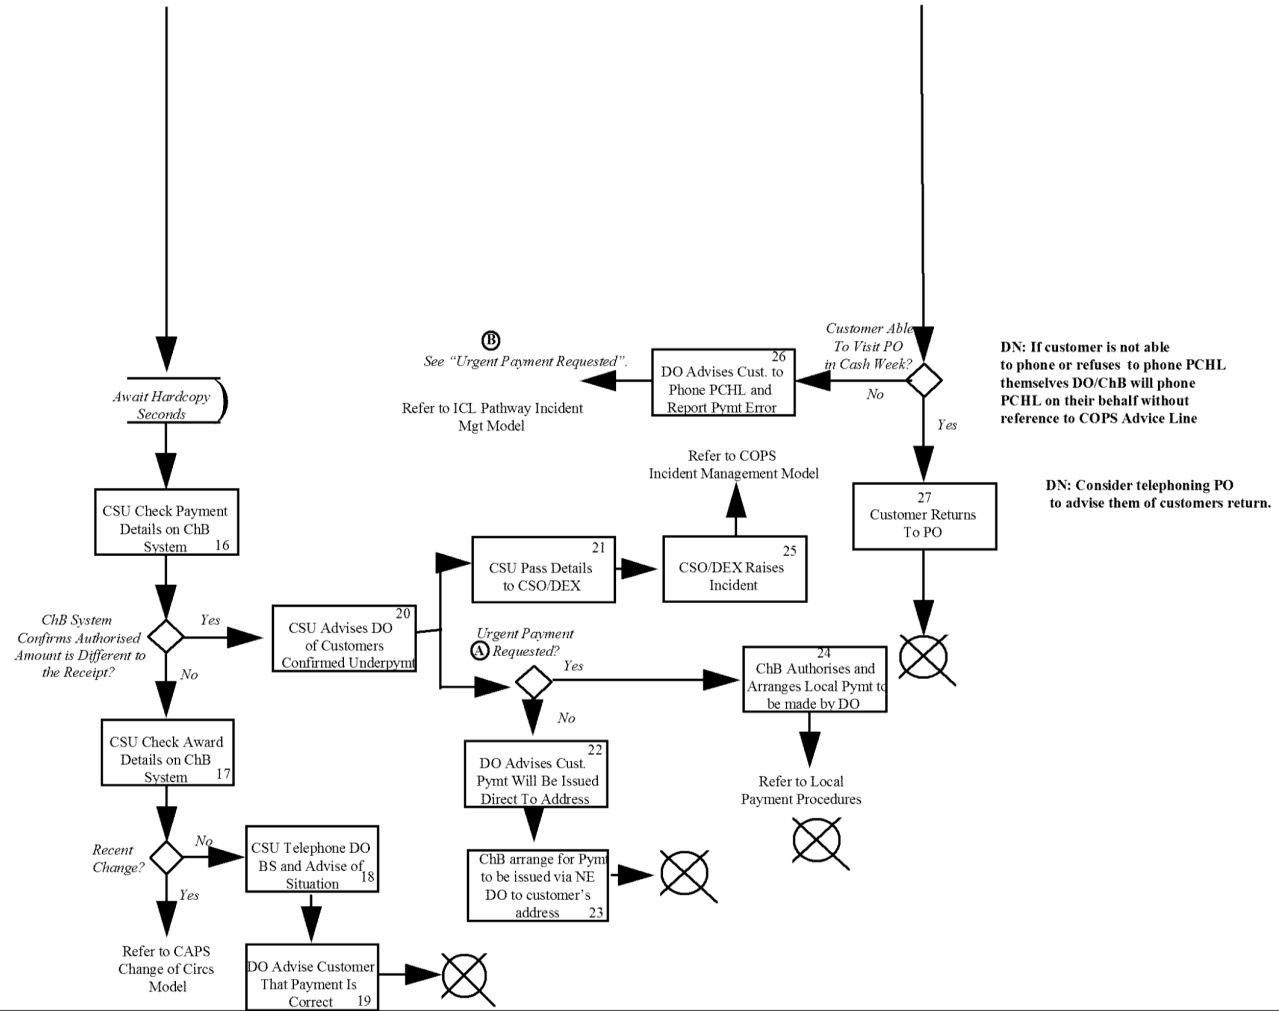 Await Hardcopy
Seconds
CSU Check Payment
Details on ChB
System
16
ChB System
Confirms Authorised
Amount is Different to
the Receipt?
Yes
No
CSU Check Award
Details on ChB
System
17
Recent
Change?
No
Yes
Refer to CAPS
Change of Circs
Model
CSU Telephone DO
BS and Advise of
Situation
18
DO Advise Customer
That Payment Is
Correct
19
20
CSU Advises DO
of Customers
Confirmed Underpymt
21
CSU Pass Details
to CSO/DEX
25
CSO/DEX Raises
Incident
Refer to COPS
Incident Management Model
Urgent Payment
A Requested?
Yes
No
22
DO Advises Cust.
Pymt Will Be Issued
Direct To Address
ChB arrange for Pymt
to be issued via NE
DO to customer's
address
23
24
ChB Authorises and
Arranges Local Pymt to
be made by DO
Refer to Local
Payment Procedures
B
See “Urgent Payment Requested”.
Refer to ICL Pathway Incident
Mgt Model
26
DO Advises Cust. to
Phone PCHL and
Report Pymt Error
Customer Able
To Visit PO
in Cash Week?
No
Yes
27
Customer Returns
To PO
DN: If customer is not able
to phone or refuses to phone PCHL
themselves DO/ChB will phone
PCHL on their behalf without
reference to COPS Advice Line
DN: Consider telephoning PO
to advise them of customers return.